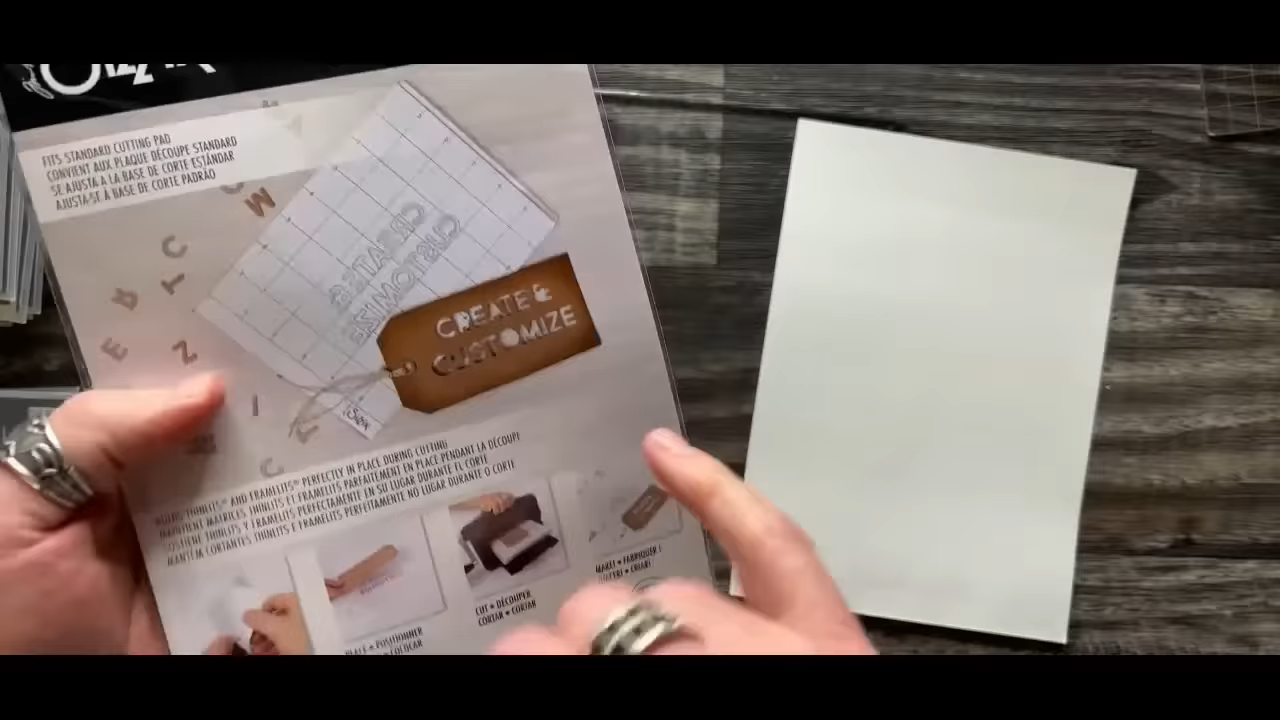 FITS STANDARD CUTTING PAD
CONVIENT AUX PLAQUE DÉCOUPE STANDARD
SE AJUSTA A LA BASE DE CORTE ESTÁNDAR
AJUSTA-SE À BASE DE CORTE PADRÃO
M
C
T
Z
E
I
C
CREATE &
CUSTOMIZE
CREATE &
CUSTOMIZE
THINLITS™ AND FRAMELITS™ PERFECTLY IN PLACE DURING CUTTING
MAINTIENT MATRICES THINLITS ET FRAMELITS PARFAITEMENT EN PLACE PENDANT LA DÉCOUPE
SOSTIENE THINLITS Y FRAMELITS PERFECTAMENTE EN SU LUGAR DURANTE EL CORTE
MANTÉM CORTANTES THINLITS E FRAMELITS PERFEITAMENTE NO LUGAR DURANTE O CORTE
CUT • DÉCOUPER
CORTAR • CORTAR
MAKE! • FABRIQUER !
• POSITIONNER
• COLOCAR